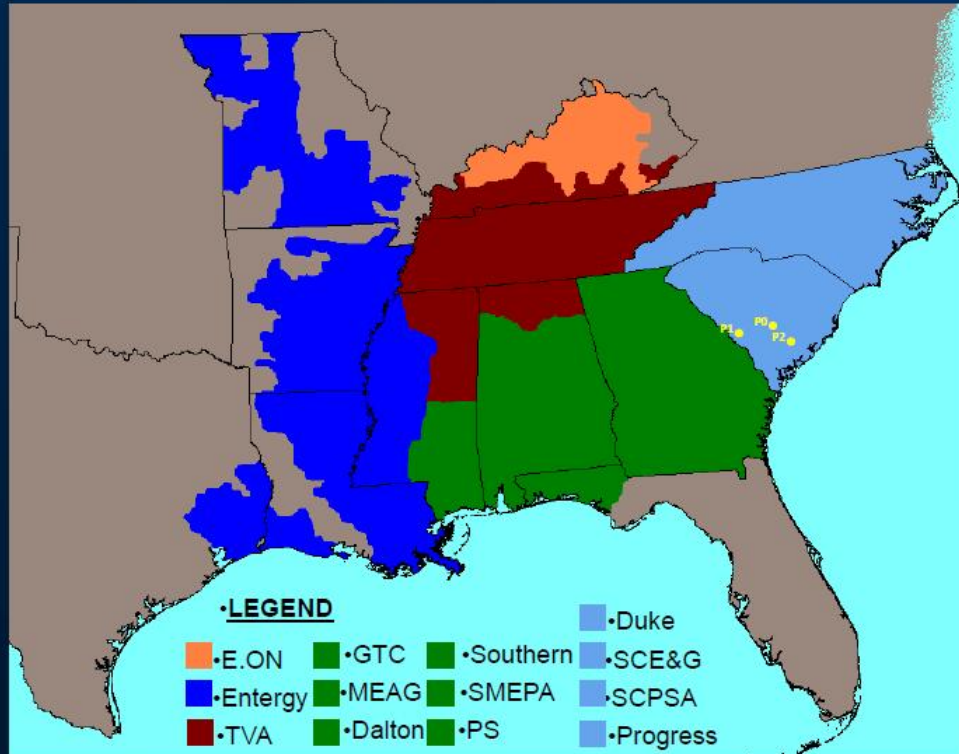 P1
P0
P2
•LEGEND
•E.ON
•Entergy
•TVA
•GTC
•MEAG
•Dalton
•Southern
•SMEPA
•PS
•Duke
•SCE&G
•SCPSA
•Progress